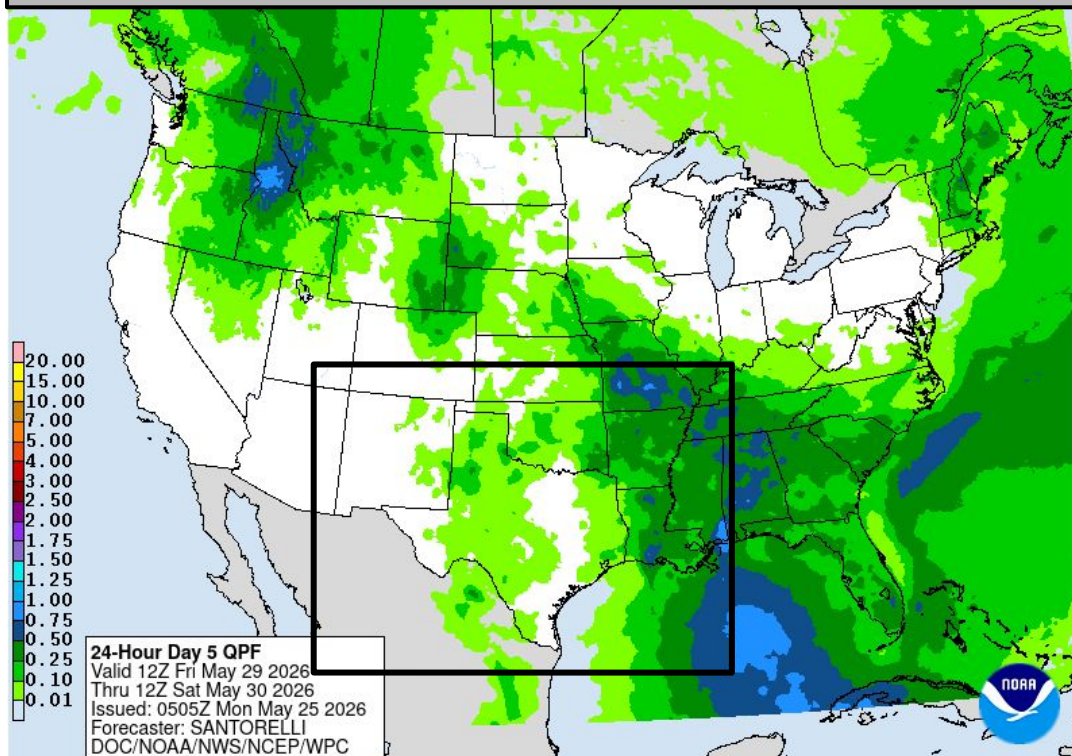 20.00
15.00
10.00
7.00
5.00
4.00
3.00
2.50
2.00
1.75
1.50
1.25
1.00
0.75
0.50
0.25
0.10
0.01
24-Hour Day 5 QPF
Valid 12Z Fri May 29 2026
Thru 12Z Sat May 30 2026
Issued: 0505Z Mon May 25 2026
Forecaster: SANTORELLI
DOC/NOAA/NWS/NCEP/WPC
NOAA